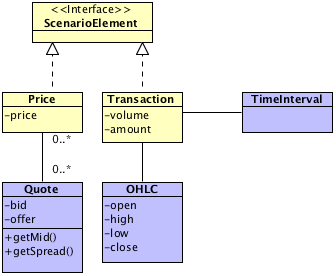 <<Interface>>
ScenarioElement
Price
−price
Transaction
−volume
−amount
TimeInterval
0..*
0..*
Quote
−bid
−offer
+getMid()
+getSpread()
OHLC
−open
−high
−low
−close